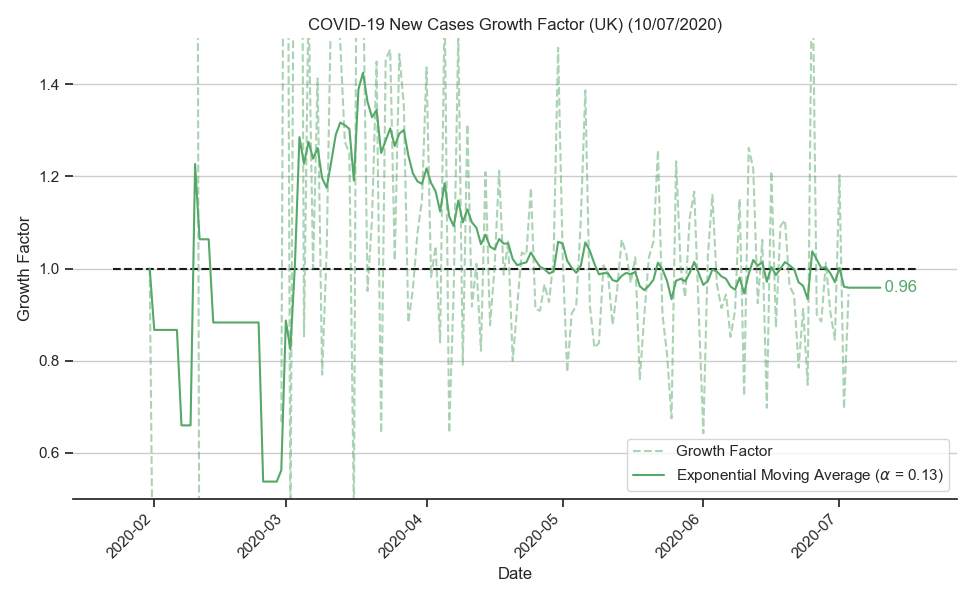 COVID-19 New Cases Growth Factor (UK) (10/07/2020)
Growth Factor
1.4
1.2
1.0
0.8
0.6
0.96
Growth Factor
Exponential Moving Average (α = 0.13)
2020-02
2020-03
2020-04
2020-05
2020-06
2020-07
Date